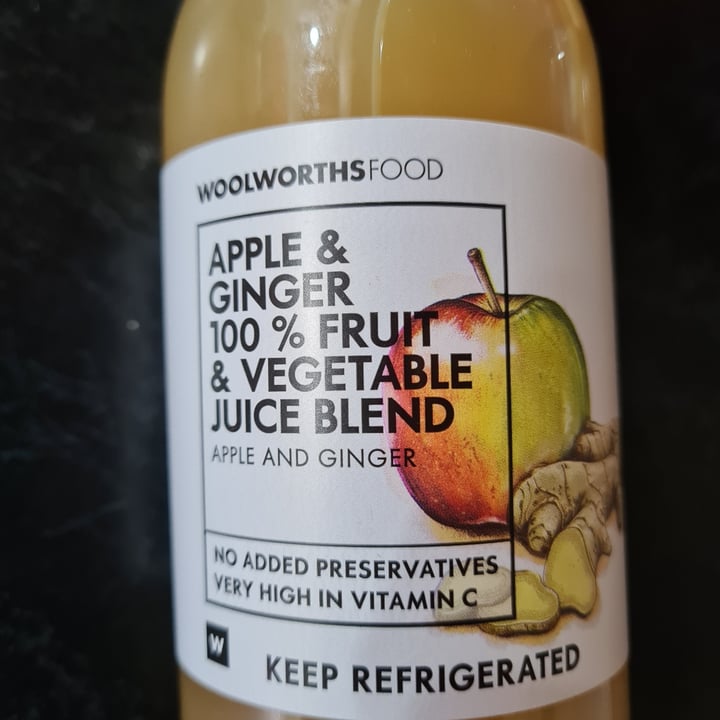 WOOLWORTHSFOOD
APPLE &
GINGER
100 % FRUIT
& VEGETABLE
JUICE BLEND
APPLE AND GINGER
NO ADDED PRESERVATIVES
VERY HIGH IN VITAMIN C
W
KEEP REFRIGERATED